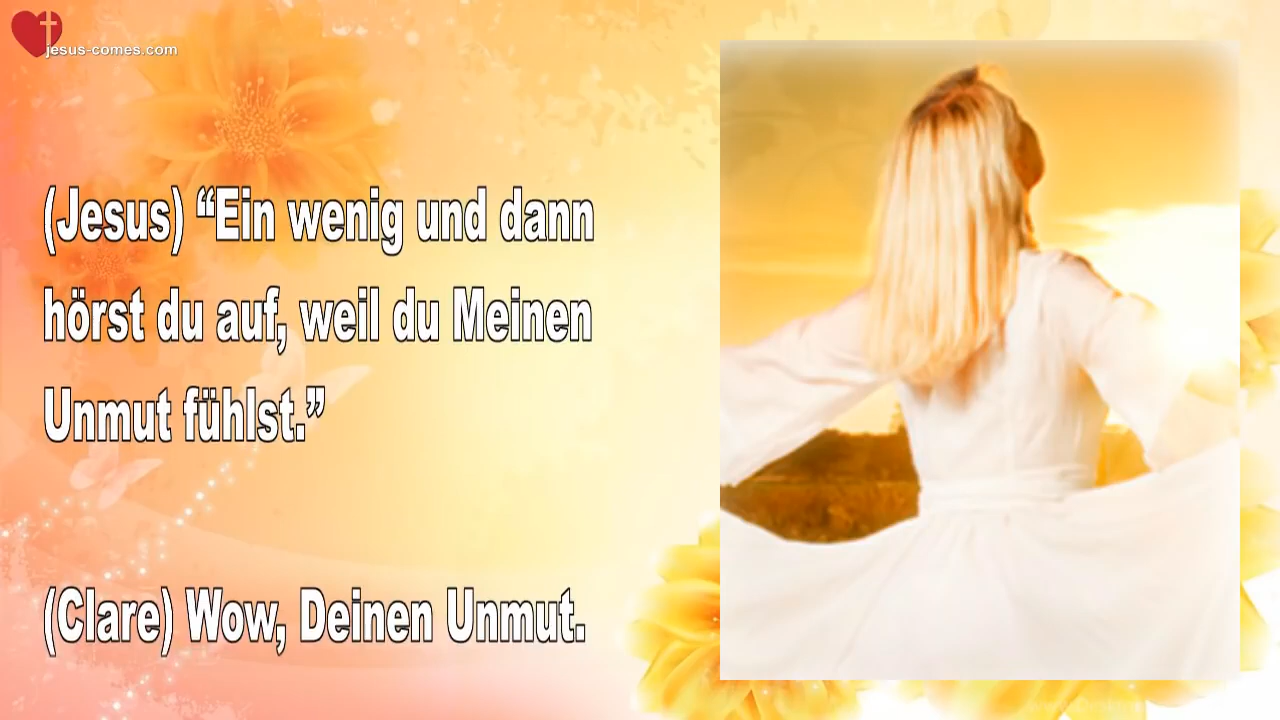 jesus-comes.com
(Jesus) “Ein wenig und dann
hörst du auf, weil du Meinen
Unmut fühlst.”
(Clare) Wow, Deinen Unmut.